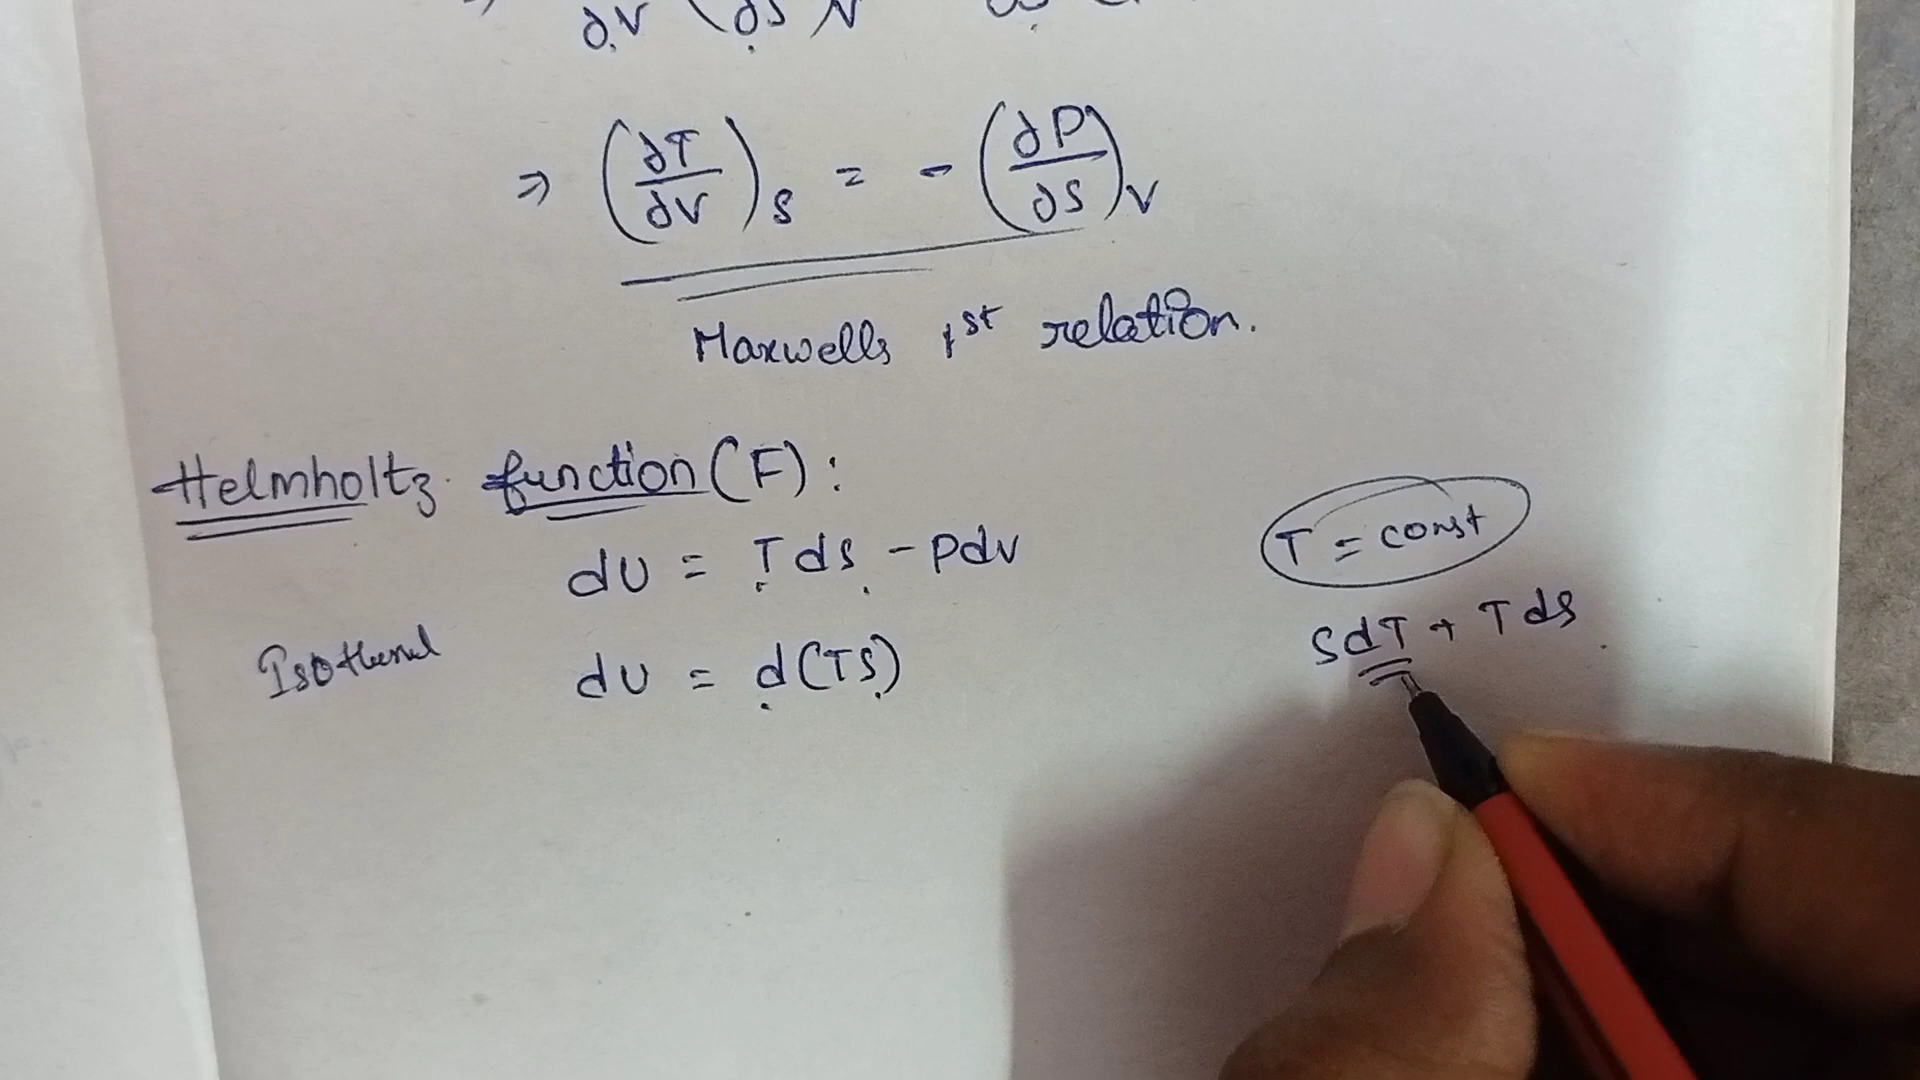 ∂V (∂S)V
⇒ (∂T/∂V)S = - (∂P/∂S)V
Maxwells 1st relation.
Helmholtz function (F) :
dU = Tds - Pdv
T = const
SdT + Tds
Isothermal dU = d(TS)